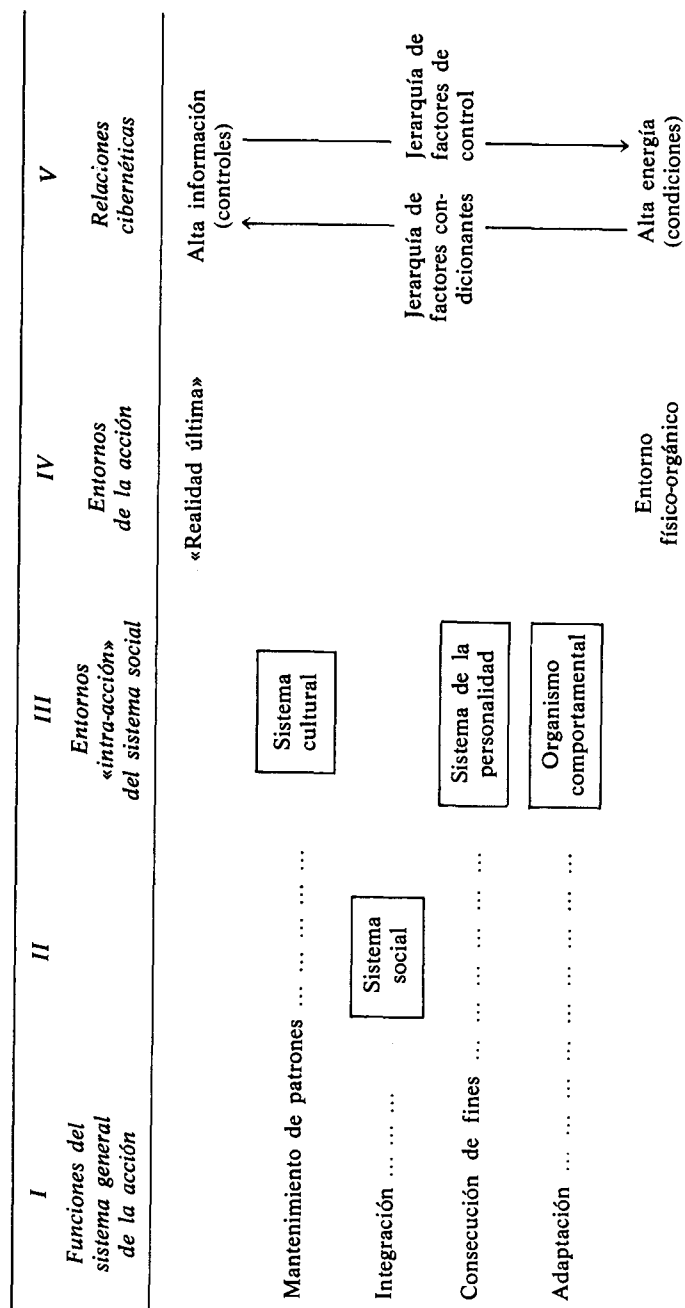 I
Funciones del
sistema general
de la acción
II
III
Entornos
«intra-acción»
del sistema social
IV
Entornos
de la acción
V
Relaciones
cibernéticas
«Realidad última»
Alta información
(controles)
Mantenimiento de patrones ... ... ... ... ... ...
Sistema
cultural
Integración ... ... ...
Sistema
social
Jerarquía de
factores con-
dicionantes
Jerarquía de
factores de
control
Consecución de fines ... ... ... ... ... ... ...
Sistema de la
personalidad
Adaptación ... ... ... ... ... ... ... ... ...
Organismo
comportamental
Entorno
físico-orgánico
Alta energía
(condiciones)